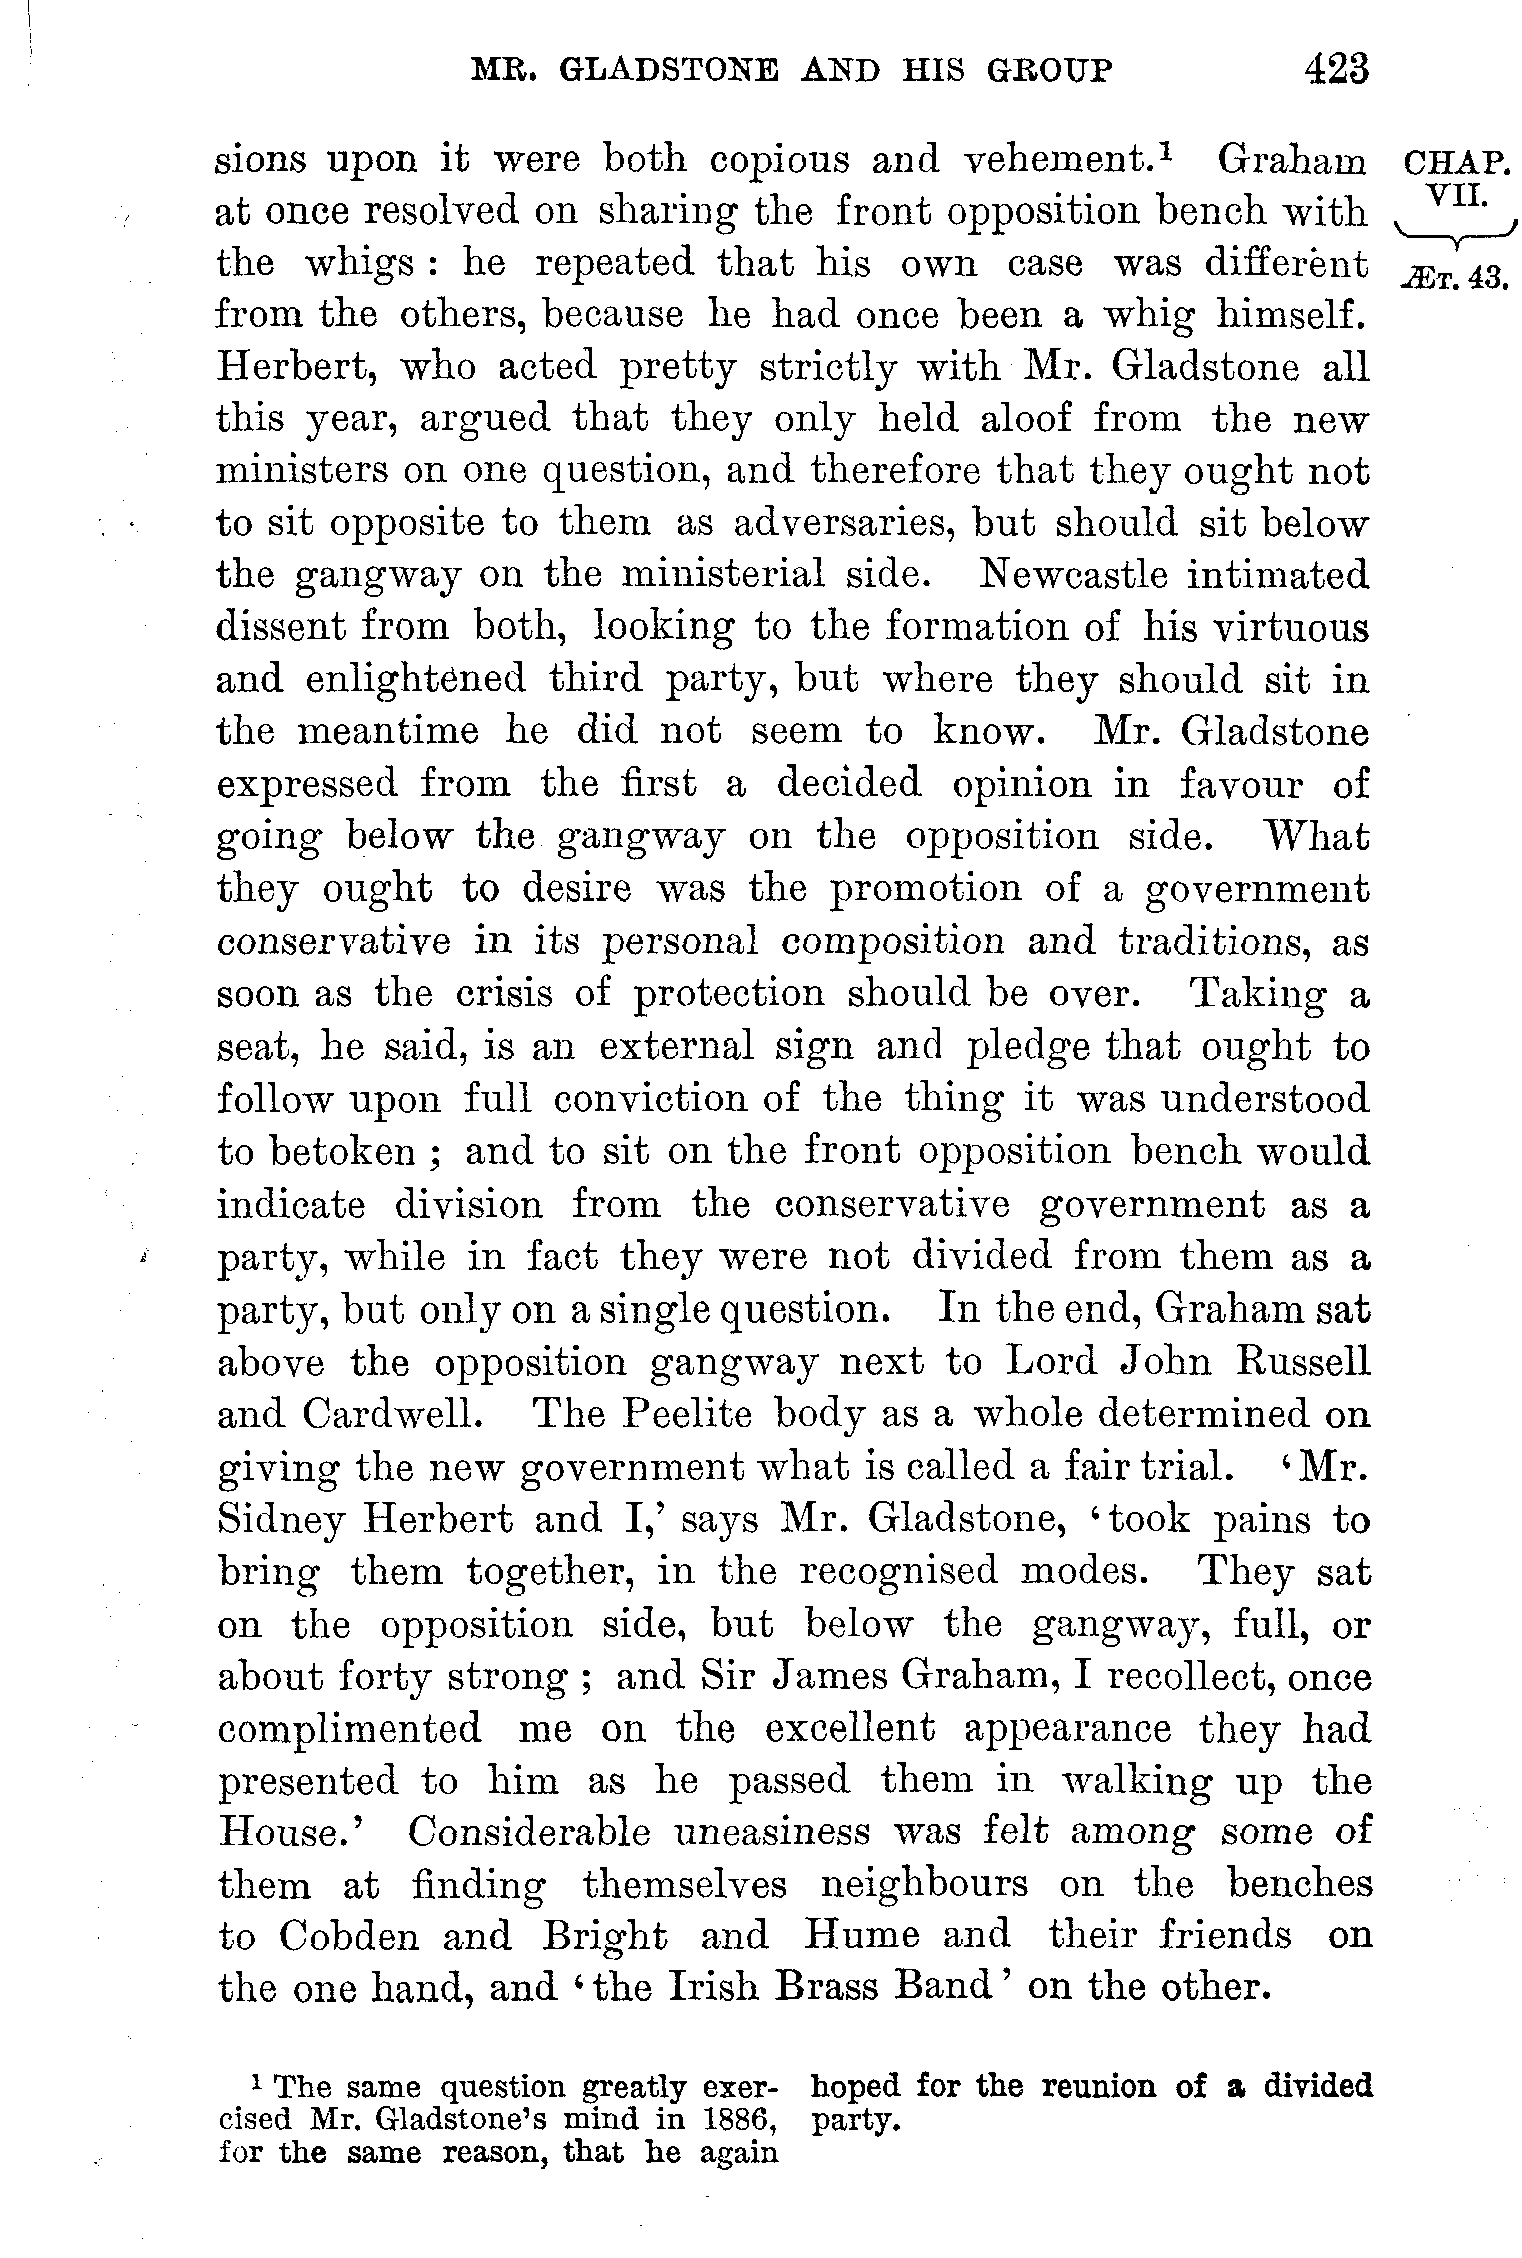 MR. GLADSTONE AND HIS GROUP 423
sions upon it were both copious and vehement.¹ Graham
at once resolved on sharing the front opposition bench with
the whigs : he repeated that his own case was different
from the others, because he had once been a whig himself.
Herbert, who acted pretty strictly with Mr. Gladstone all
this year, argued that they only held aloof from the new
ministers on one question, and therefore that they ought not
to sit opposite to them as adversaries, but should sit below
the gangway on the ministerial side. Newcastle intimated
dissent from both, looking to the formation of his virtuous
and enlightened third party, but where they should sit in
the meantime he did not seem to know. Mr. Gladstone
expressed from the first a decided opinion in favour of
going below the gangway on the opposition side. What
they ought to desire was the promotion of a government
conservative in its personal composition and traditions, as
soon as the crisis of protection should be over. Taking a
seat, he said, is an external sign and pledge that ought to
follow upon full conviction of the thing it was understood
to betoken ; and to sit on the front opposition bench would
indicate division from the conservative government as a
party, while in fact they were not divided from them as a
party, but only on a single question. In the end, Graham sat
above the opposition gangway next to Lord John Russell
and Cardwell. The Peelite body as a whole determined on
giving the new government what is called a fair trial. ‘Mr.
Sidney Herbert and I,’ says Mr. Gladstone, ‘took pains to
bring them together, in the recognised modes. They sat
on the opposition side, but below the gangway, full, or
about forty strong ; and Sir James Graham, I recollect, once
complimented me on the excellent appearance they had
presented to him as he passed them in walking up the
House.’ Considerable uneasiness was felt among some of
them at finding themselves neighbours on the benches
to Cobden and Bright and Hume and their friends on
the one hand, and ‘the Irish Brass Band’ on the other.
CHAP.
VII.
ÆT. 43.
¹ The same question greatly exer-
cised Mr. Gladstone’s mind in 1886,
for the same reason, that he again
hoped for the reunion of a divided
party.